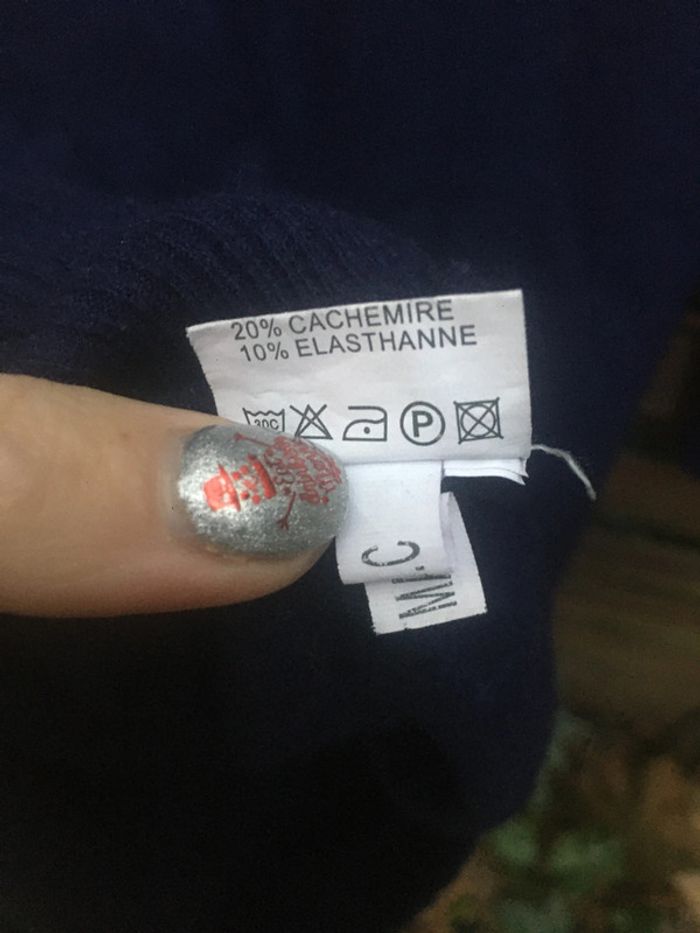 20% CACHEMIRE
10% ELASTHANNE
30C
P
C